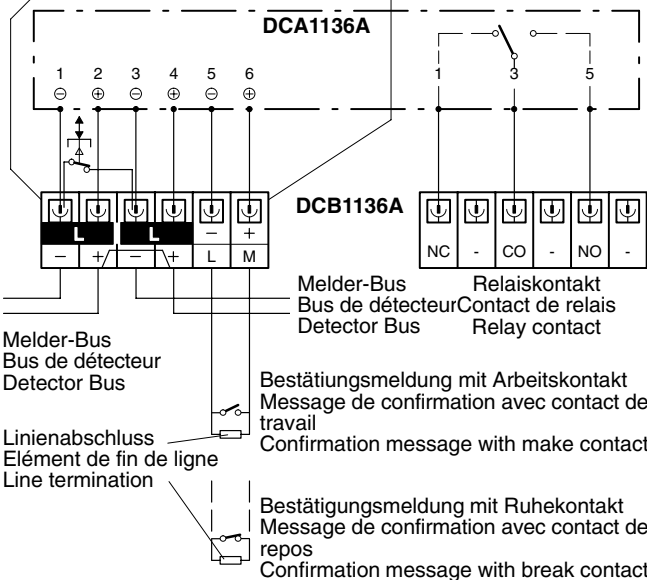 DCA1136A
1 2 3 4 5 6
1 3 5
⊖ ⊕ ⊖ ⊕ ⊖ ⊕
DCB1136A
L L − +
− + − + L M
NC - CO - NO -
Melder-Bus
Bus de détecteur
Detector Bus
Relaiskontakt
Contact de relais
Relay contact
Melder-Bus
Bus de détecteur
Detector Bus
Bestätiungsmeldung mit Arbeitskontakt
Message de confirmation avec contact de
travail
Confirmation message with make contact
Linienabschluss
Elément de fin de ligne
Line termination
Bestätigungsmeldung mit Ruhekontakt
Message de confirmation avec contact de
repos
Confirmation message with break contact